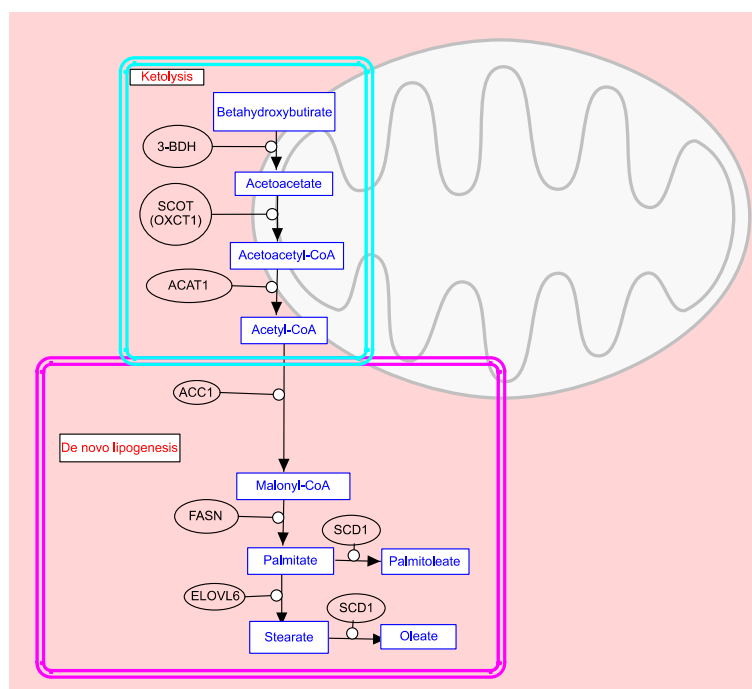 Ketolysis
Betahydroxybutirate
3-BDH
Acetoacetate
SCOT
(OXCT1)
Acetoacetyl-CoA
ACAT1
Acetyl-CoA
ACC1
De novo lipogenesis
Malonyl-CoA
FASN
SCD1
Palmitate
Palmitoleate
ELOVL6
SCD1
Stearate
Oleate